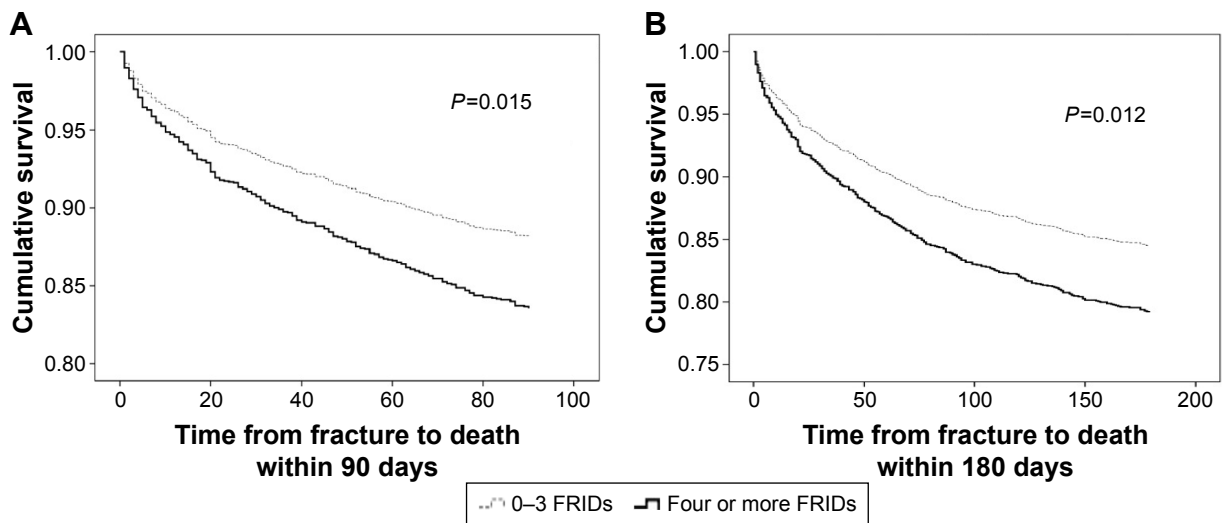 A
1.00
0.95
0.90
0.85
0.80
Cumulative survival
P=0.015
0 20 40 60 80 100
Time from fracture to death
within 90 days
B
1.00
0.95
0.90
0.85
0.80
0.75
Cumulative survival
P=0.012
0 50 100 150 200
Time from fracture to death
within 180 days
0–3 FRIDs Four or more FRIDs